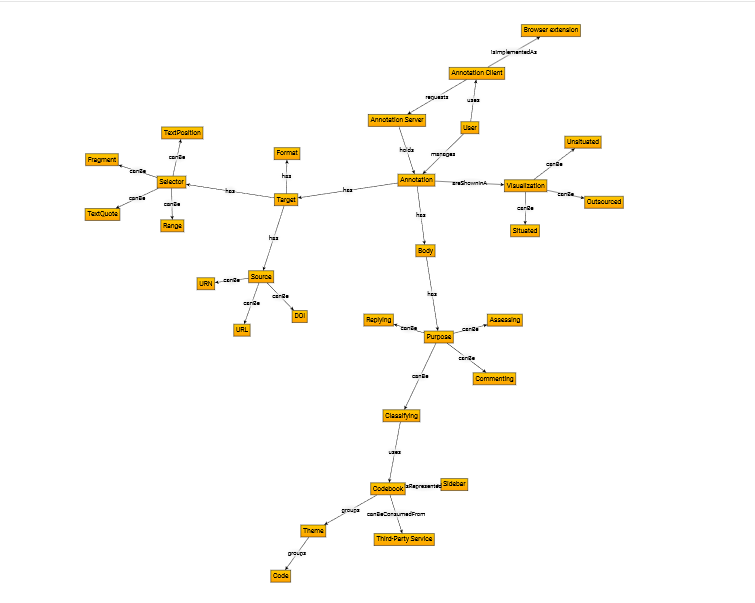 Browser extension
isImplementedAs
Annotation Client
requests
uses
Annotation Server
User
TextPosition
Unsituated
holds
manages
Format
Fragment
canBe
canBe
canBe
has
Selector
Annotation
areShownInA
Visualization
has
has
canBe
canBe
canBe
Target
Outsourced
canBe
TextQuote
has
Range
Situated
has
Body
Source
URN
canBe
canBe
canBe
has
DOI
Replying
Assessing
URL
canBe
canBe
Purpose
canBe
canBe
Commenting
Classifying
uses
Codebook
Sidebar
groups
canBeConsumedFrom
Theme
Third-Party Service
groups
Code